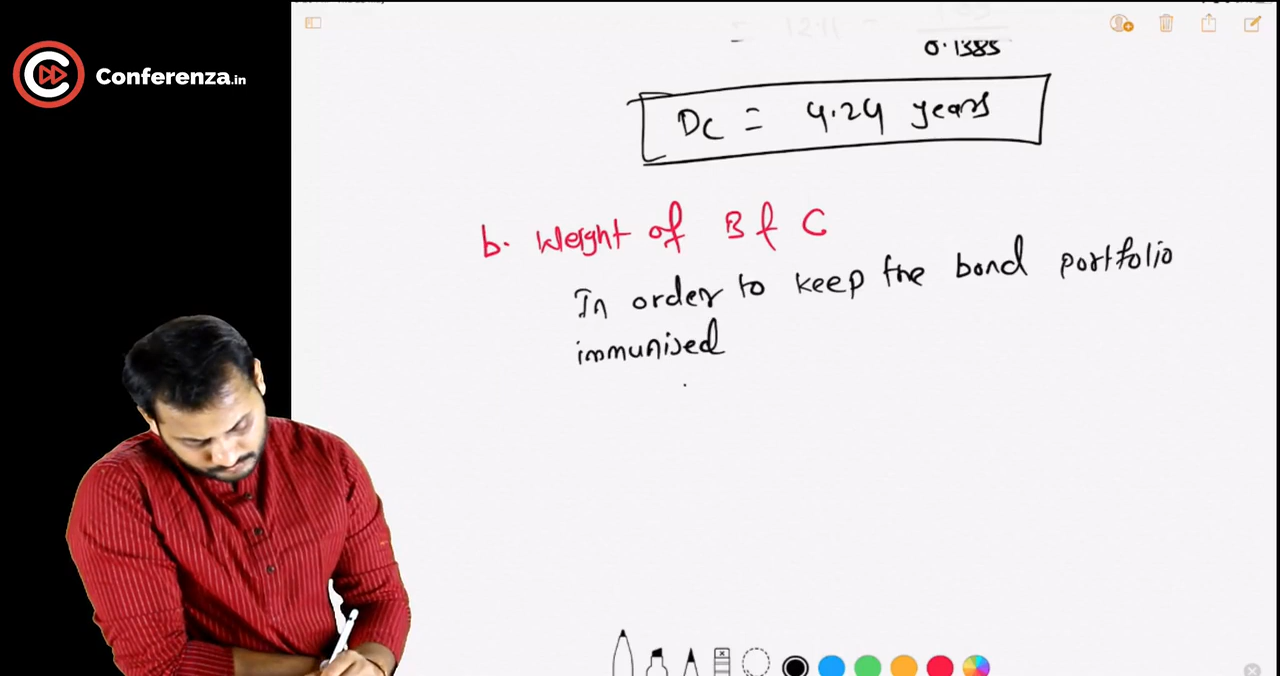 Conferenza.in
0.1385
Dc = 4.24 years
b. Weight of B & C
In order to keep the bond portfolio
immunised